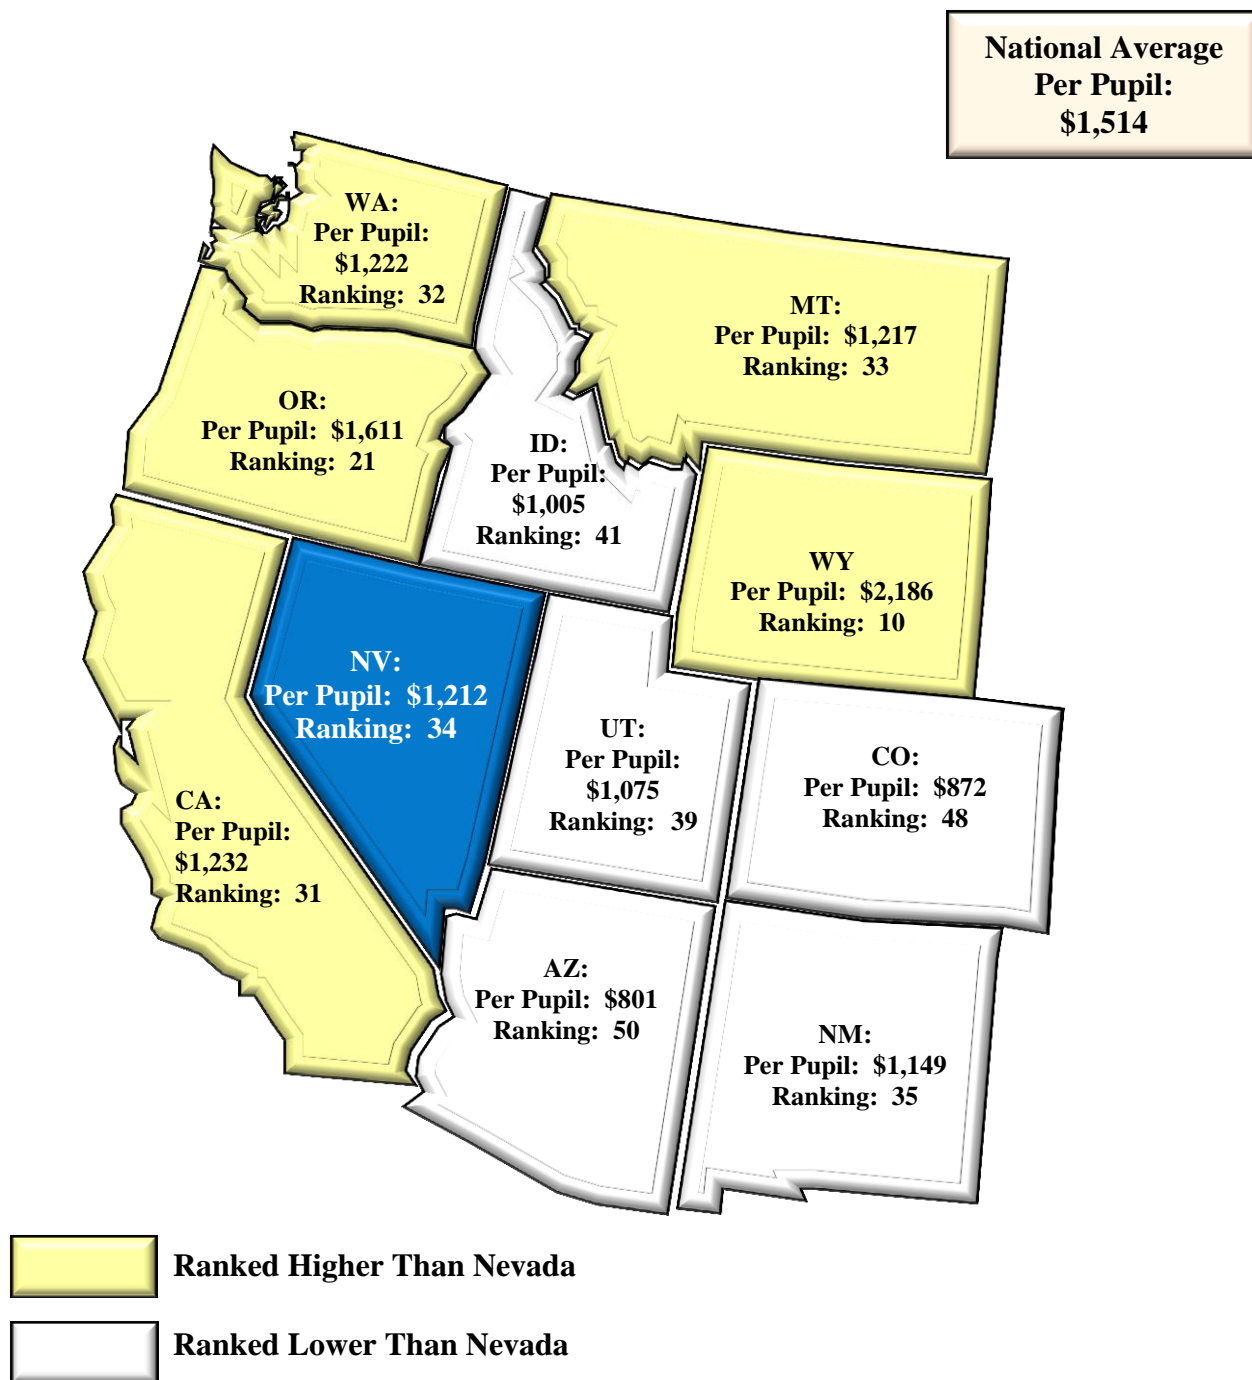 National Average
Per Pupil:
$1,514
WA:
Per Pupil:
$1,222
Ranking: 32
MT:
Per Pupil: $1,217
Ranking: 33
OR:
Per Pupil: $1,611
Ranking: 21
ID:
Per Pupil:
$1,005
Ranking: 41
WY
Per Pupil: $2,186
Ranking: 10
NV:
Per Pupil: $1,212
Ranking: 34
UT:
Per Pupil:
$1,075
Ranking: 39
CO:
Per Pupil: $872
Ranking: 48
CA:
Per Pupil:
$1,232
Ranking: 31
AZ:
Per Pupil: $801
Ranking: 50
NM:
Per Pupil: $1,149
Ranking: 35
Ranked Higher Than Nevada
Ranked Lower Than Nevada